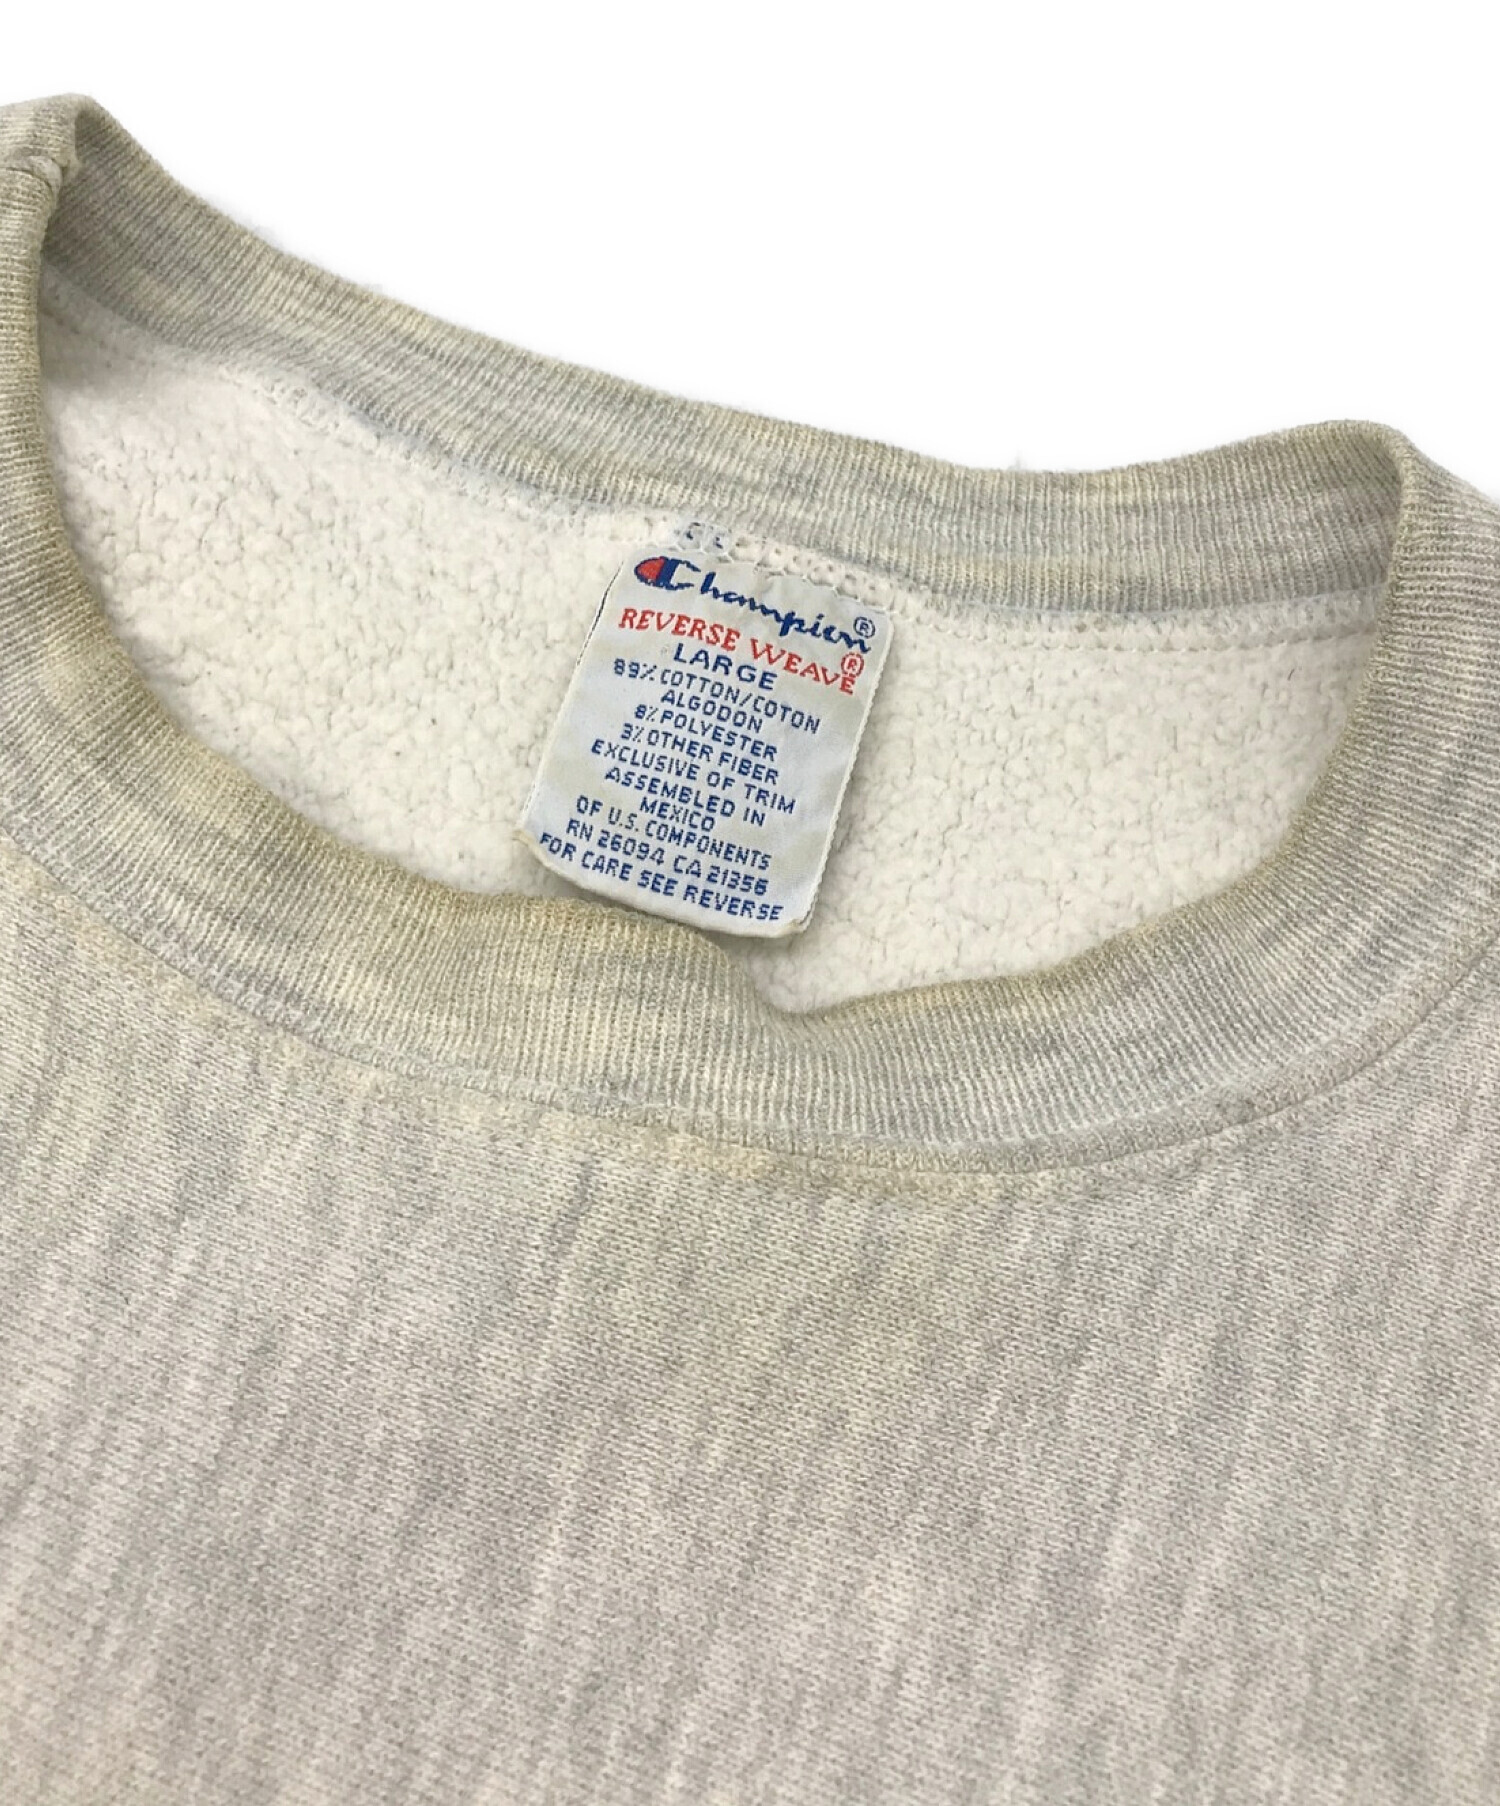 Champion®
REVERSE WEAVE®
LARGE
89% COTTON/COTON
ALGODON
8% POLYESTER
3% OTHER FIBER
EXCLUSIVE OF TRIM
ASSEMBLED IN
MEXICO
OF U.S. COMPONENTS
RN 26094 CA 21356
FOR CARE SEE REVERSE